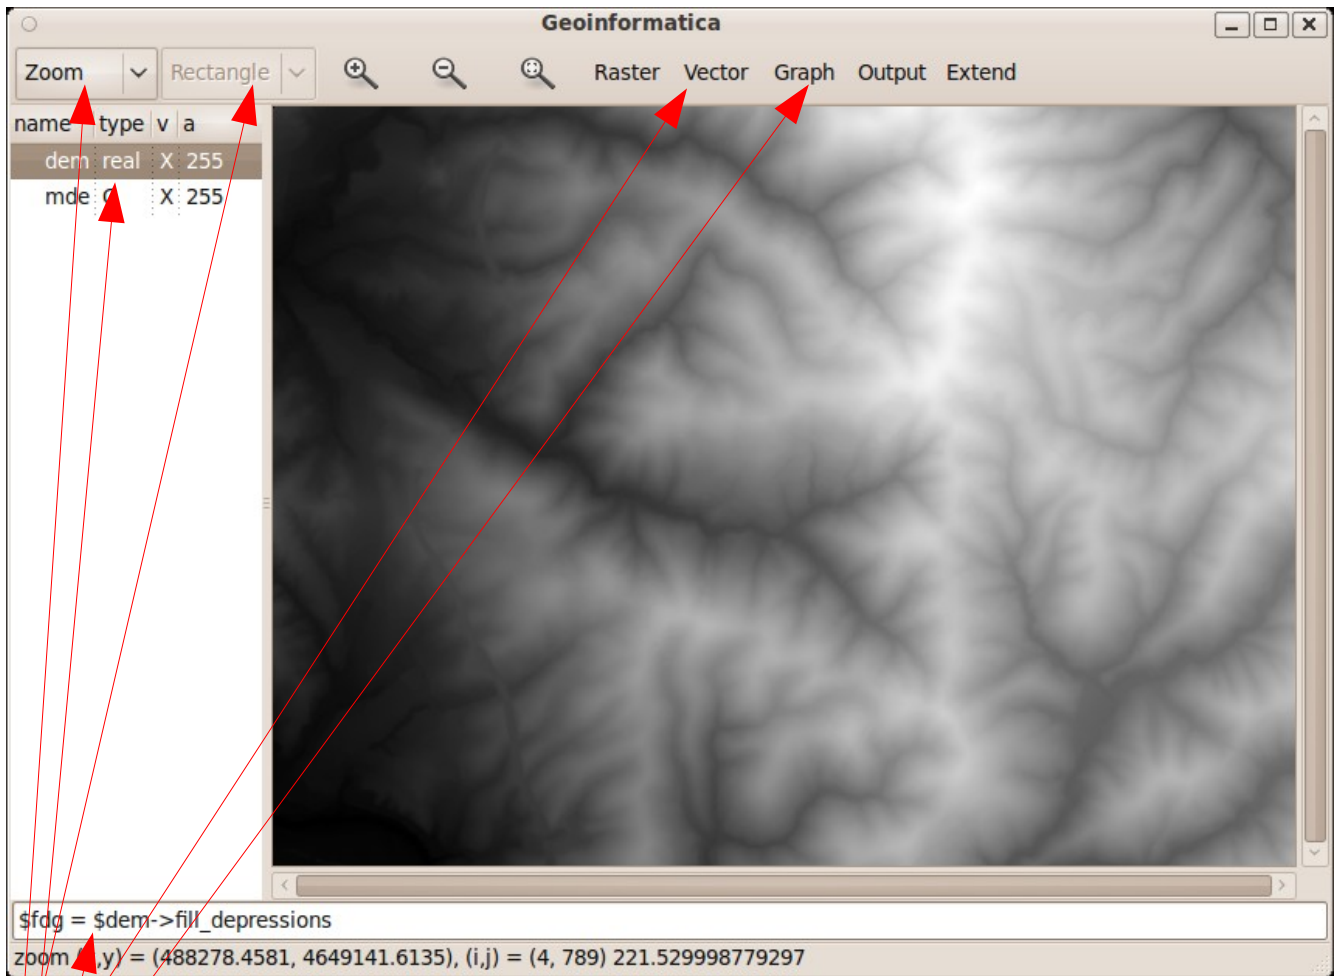 Geoinformatica
Zoom Rectangle Raster Vector Graph Output Extend
name type v a
dem real X 255
mde X 255
$fdg = $dem->fill_depressions
zoom ,y) = (488278.4581, 4649141.6135), (i,j) = (4, 789) 221.529998779297